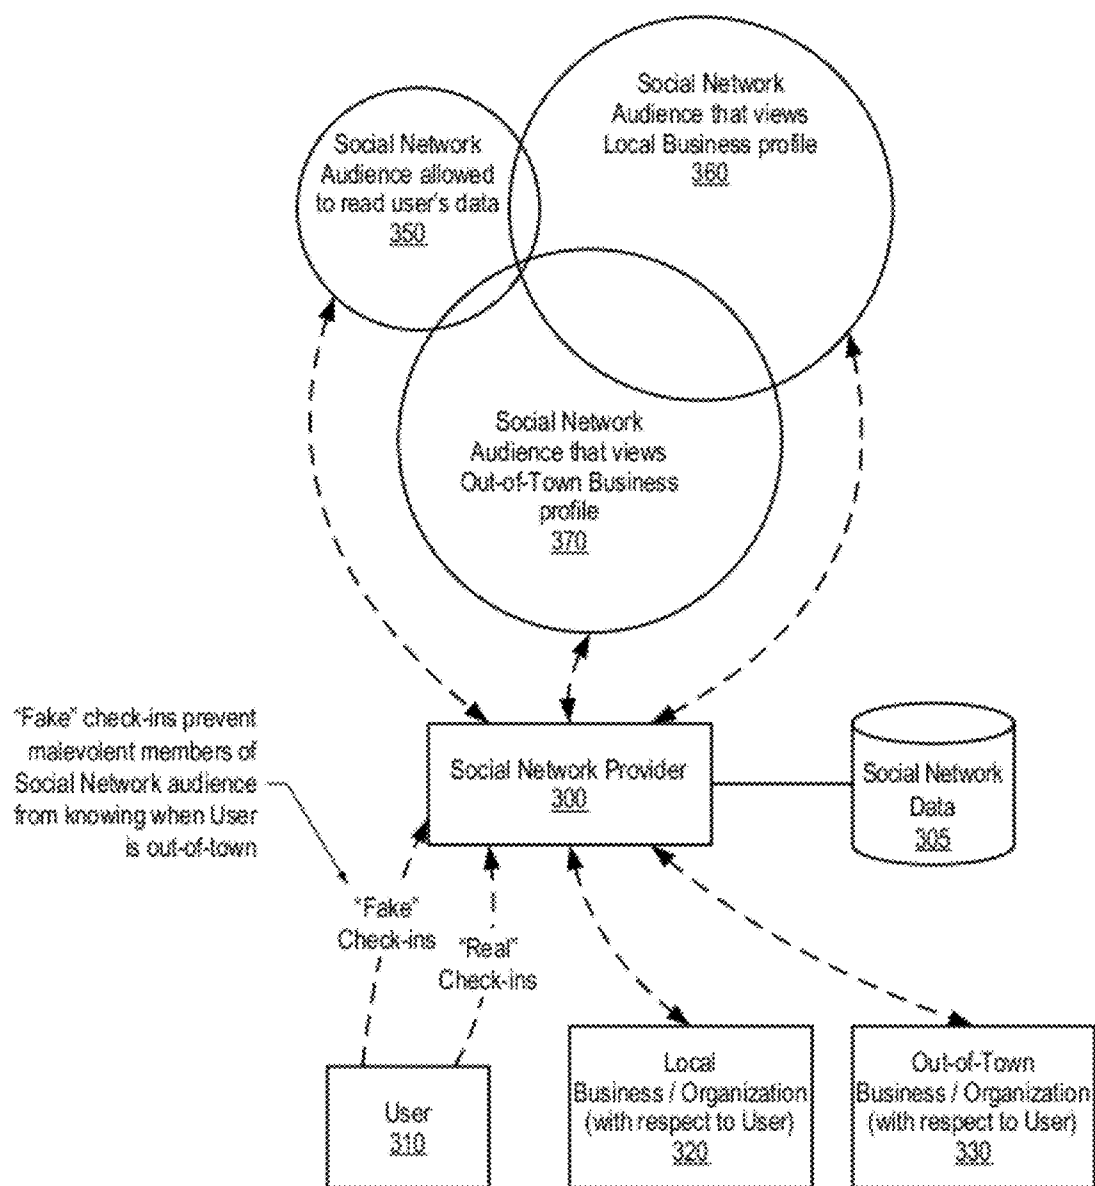 Social Network
Audience that views
Local Business profile
360
Social Network
Audience allowed
to read user's data
350
Social Network
Audience that views
Out-of-Town Business
profile
370
"Fake" check-ins prevent
malevolent members of
Social Network audience
from knowing when User
is out-of-town
Social Network Provider
300
Social Network
Data
305
"Fake"
Check-ins
"Real"
Check-ins
User
310
Local
Business / Organization
(with respect to User)
320
Out-of-Town
Business / Organization
(with respect to User)
330